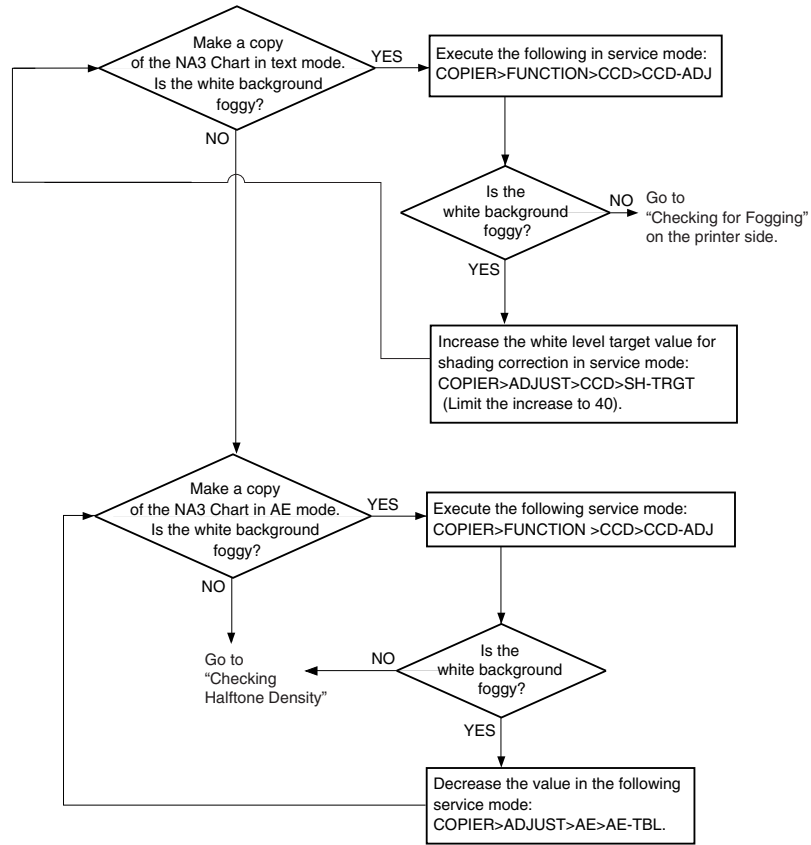 Make a copy
of the NA3 Chart in text mode.
Is the white background
foggy?
YES
Execute the following in service mode:
COPIER>FUNCTION>CCD>CCD-ADJ
NO
Is the
white background
foggy?
NO
Go to
“Checking for Fogging”
on the printer side.
YES
Increase the white level target value for
shading correction in service mode:
COPIER>ADJUST>CCD>SH-TRGT
(Limit the increase to 40).
Make a copy
of the NA3 Chart in AE mode.
Is the white background
foggy?
YES
Execute the following service mode:
COPIER>FUNCTION >CCD>CCD-ADJ
NO
Go to
“Checking
Halftone Density”
Is the
white background
foggy?
NO
YES
Decrease the value in the following
service mode:
COPIER>ADJUST>AE>AE-TBL.